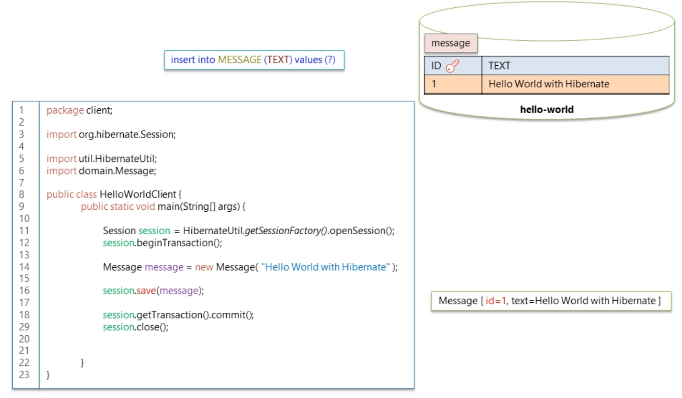 insert into MESSAGE (TEXT) values (?)
message
ID TEXT
1 Hello World with Hibernate
hello-world
1 package client;
2
3 import org.hibernate.Session;
4
5 import util.HibernateUtil;
6 import domain.Message;
7
8 public class HelloWorldClient {
9 public static void main(String[] args) {
10
11 Session session = HibernateUtil.getSessionFactory().openSession();
12 session.beginTransaction();
13
14 Message message = new Message( "Hello World with Hibernate" );
15
16 session.save(message);
17
18 session.getTransaction().commit();
29 session.close();
20
21
22 }
23 }
Message [ id=1, text=Hello World with Hibernate ]